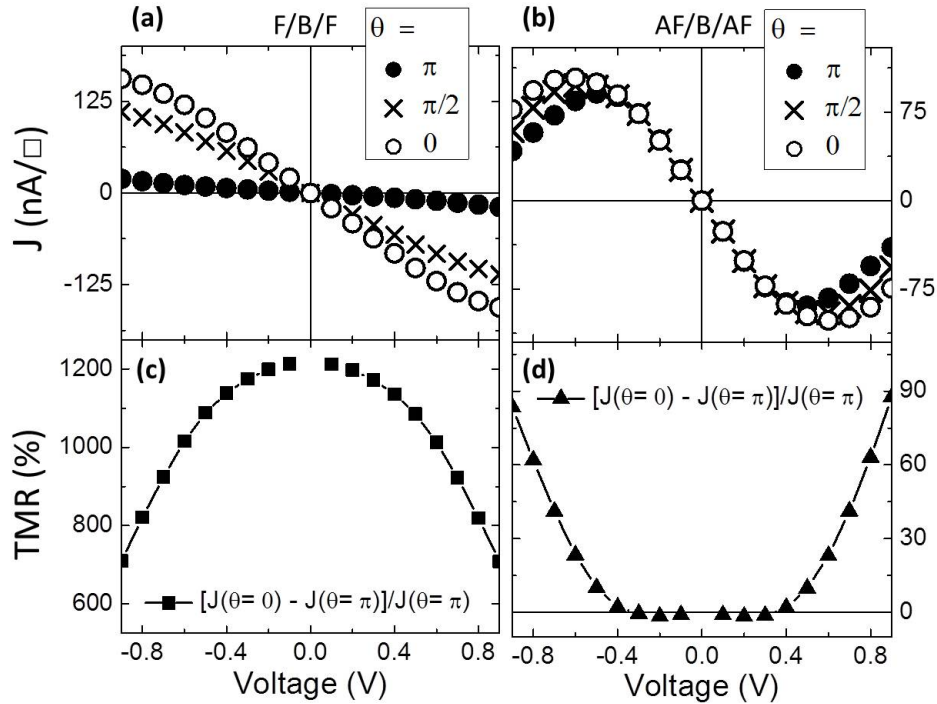 (a) F/B/F
θ =
π
π/2
0
125
0
-125
J (nA/□)
(b) AF/B/AF
θ =
π
π/2
0
75
0
-75
(c)
1200
1000
800
600
TMR (%)
[J(θ= 0) - J(θ= π)]/J(θ= π)
-0.8 -0.4 0.0 0.4 0.8
Voltage (V)
(d)
[J(θ= 0) - J(θ= π)]/J(θ= π)
90
60
30
0
-0.8 -0.4 0.0 0.4 0.8
Voltage (V)